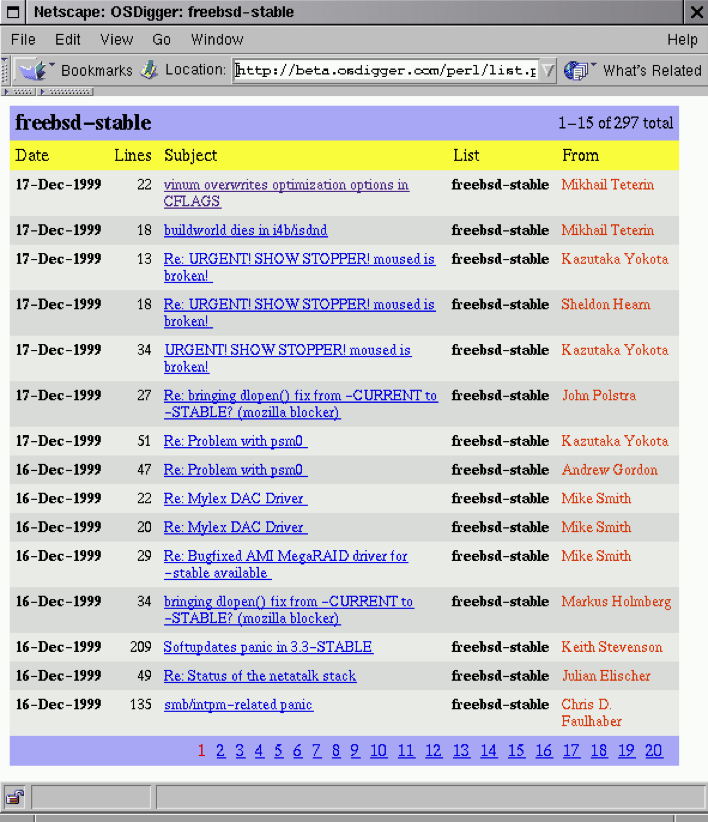 Netscape: OSDigger: freebsd-stable
File Edit View Go Window Help
Bookmarks Location: http://beta.osdigger.com/perl/list.p What's Related
freebsd-stable 1-15 of 297 total
Date Lines Subject List From
17-Dec-1999 22 vinum overwrites optimization options in freebsd-stable Mikhail Teterin
CFLAGS
17-Dec-1999 18 buildworld dies in i4b/isdnd freebsd-stable Mikhail Teterin
17-Dec-1999 13 Re: URGENT! SHOW STOPPER! moused is freebsd-stable Kazutaka Yokota
broken!
17-Dec-1999 18 Re: URGENT! SHOW STOPPER! moused is freebsd-stable Sheldon Hearn
broken!
17-Dec-1999 34 URGENT! SHOW STOPPER! moused is freebsd-stable Kazutaka Yokota
broken!
17-Dec-1999 27 Re: bringing dlopen() fix from -CURRENT to freebsd-stable John Polstra
-STABLE? (mozilla blocker)
17-Dec-1999 51 Re: Problem with psm0 freebsd-stable Kazutaka Yokota
16-Dec-1999 47 Re: Problem with psm0 freebsd-stable Andrew Gordon
16-Dec-1999 22 Re: Mylex DAC Driver freebsd-stable Mike Smith
16-Dec-1999 20 Re: Mylex DAC Driver freebsd-stable Mike Smith
16-Dec-1999 29 Re: Bugfixed AMI MegaRAID driver for freebsd-stable Mike Smith
-stable available
16-Dec-1999 34 bringing dlopen() fix from -CURRENT to freebsd-stable Markus Holmberg
-STABLE? (mozilla blocker)
16-Dec-1999 209 Softupdates panic in 3.3-STABLE freebsd-stable Keith Stevenson
16-Dec-1999 49 Re: Status of the netatalk stack freebsd-stable Julian Elischer
16-Dec-1999 135 smb/intpm-related panic freebsd-stable Chris D.
Faulhaber
1 2 3 4 5 6 7 8 9 10 11 12 13 14 15 16 17 18 19 20